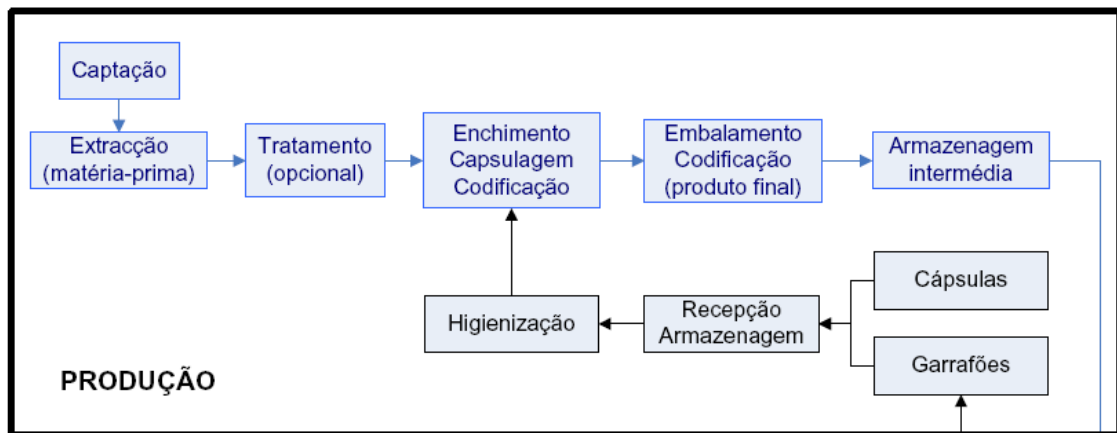 Captação
Extracção
(matéria-prima)
Tratamento
(opcional)
Enchimento
Capsulagem
Codificação
Embalamento
Codificação
(produto final)
Armazenagem
intermédia
Cápsulas
Higienização
Recepção
Armazenagem
Garrafões
PRODUÇÃO